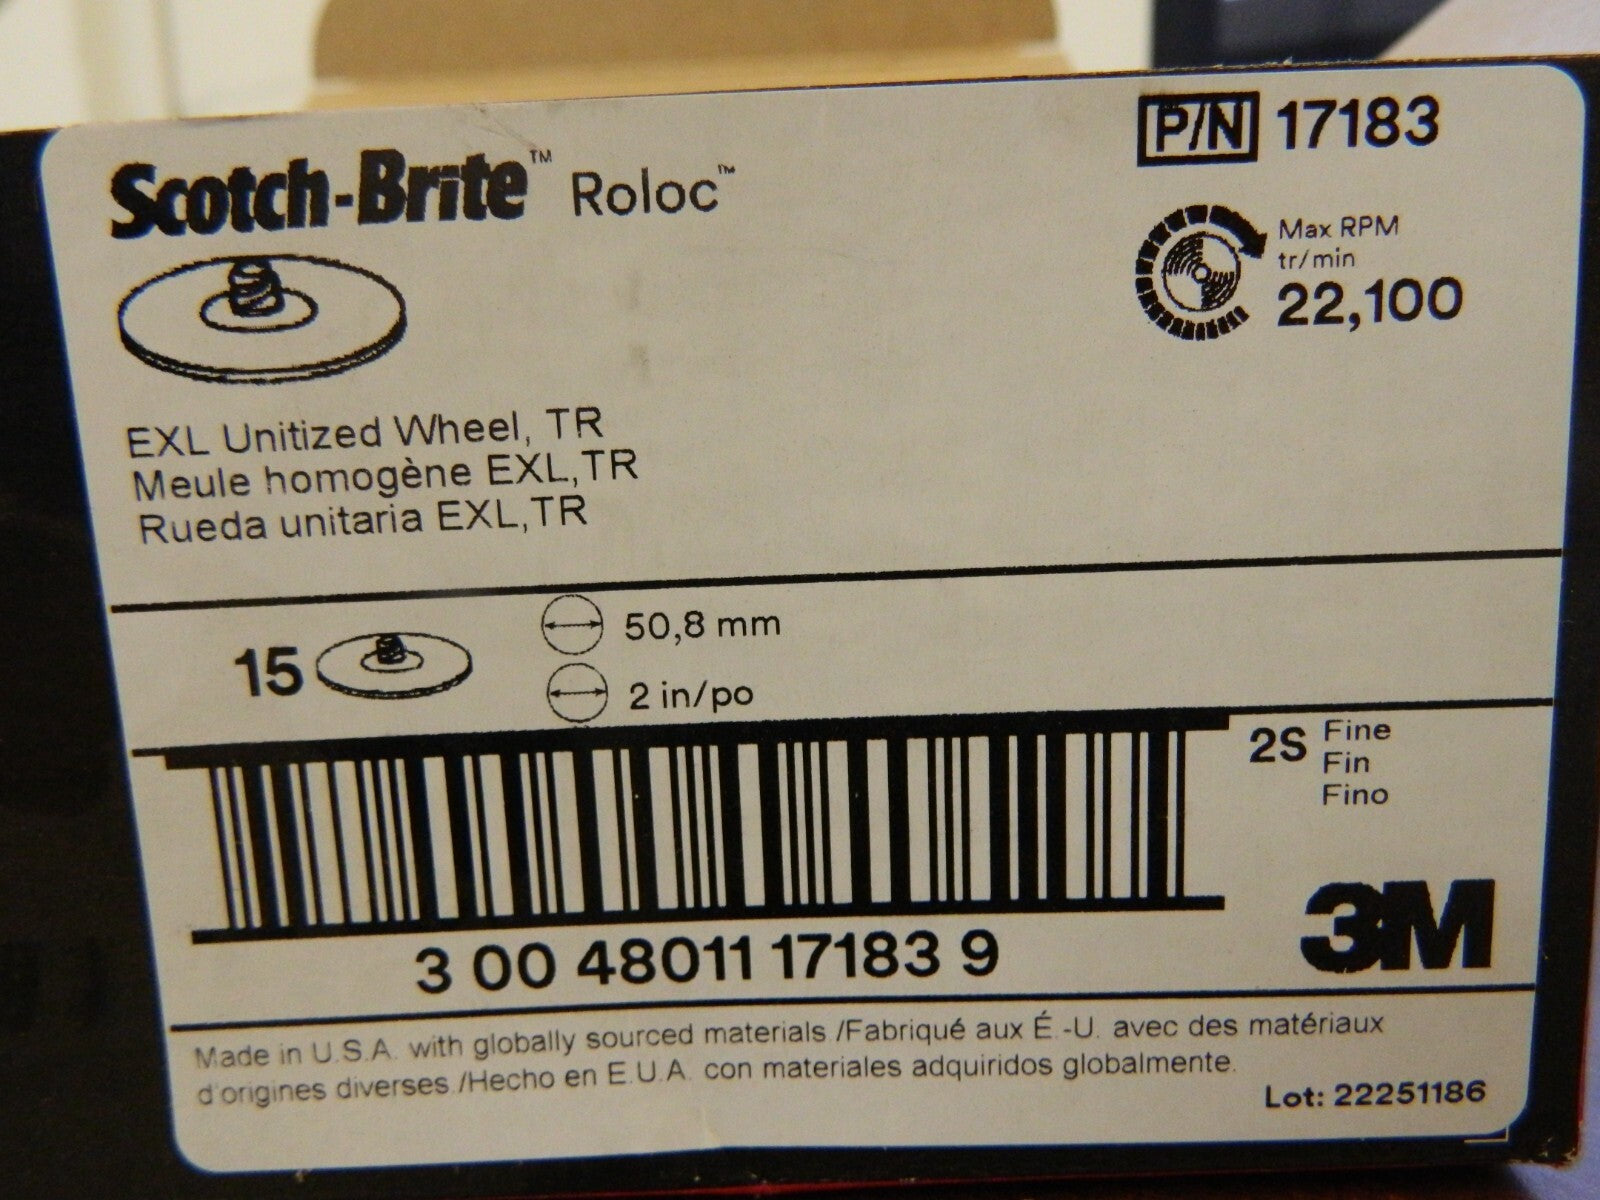 Scotch-Brite™ Roloc™
P/N 17183
Max RPM
tr/min
22,100
EXL Unitized Wheel, TR
Meule homogène EXL,TR
Rueda unitaria EXL,TR
15
50,8 mm
2 in/po
2S Fine
Fin
Fino
3M
3 00 48011 17183 9
Made in U.S.A. with globally sourced materials./Fabriqué aux É.-U. avec des matériaux
d'origines diverses./Hecho en E.U.A. con materiales adquiridos globalmente.
Lot: 22251186